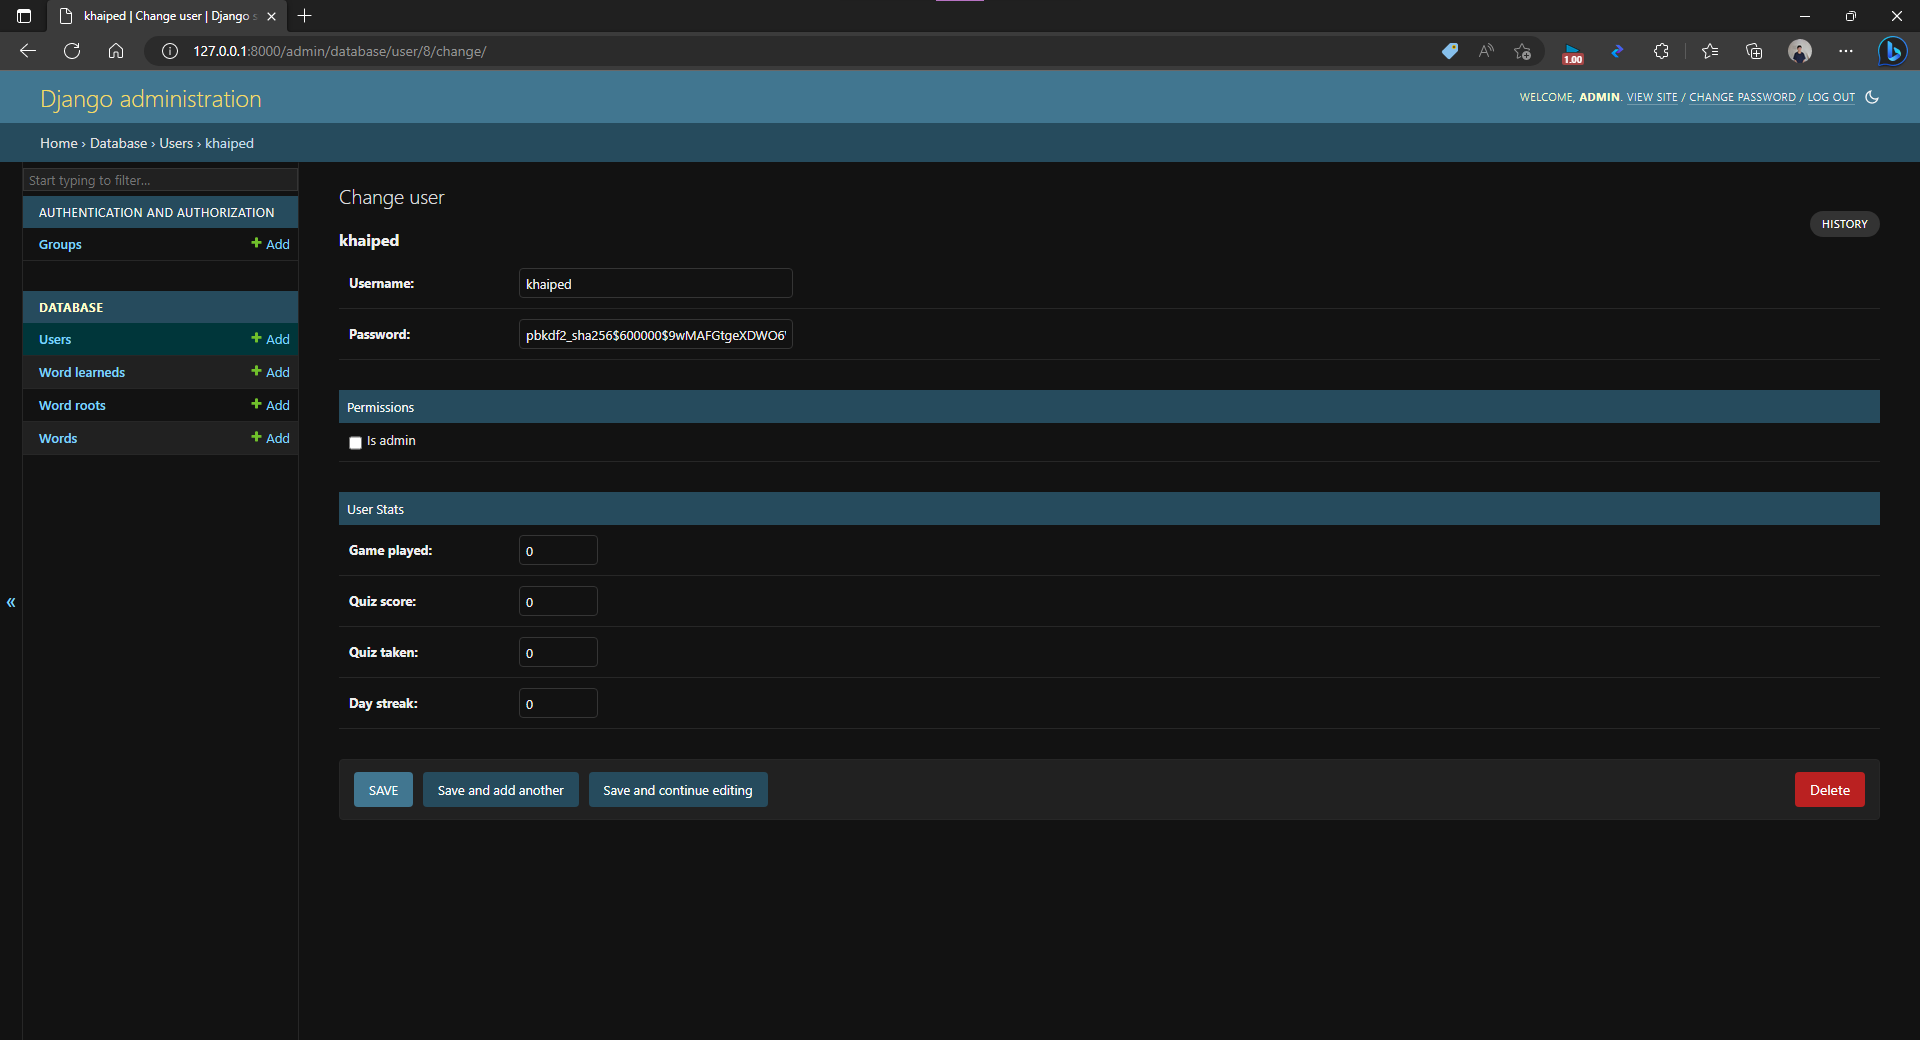 khaiped | Change user | Django s
127.0.0.1:8000/admin/database/user/8/change/
1.00
Django administration
WELCOME, ADMIN. VIEW SITE / CHANGE PASSWORD / LOG OUT
Home › Database › Users › khaiped
Start typing to filter...
AUTHENTICATION AND AUTHORIZATION
Groups + Add
DATABASE
Users + Add
Word learneds + Add
Word roots + Add
Words + Add
«
Change user
HISTORY
khaiped
Username: khaiped
Password: pbkdf2_sha256$600000$9wMAFGtgeXDWO6
Permissions
Is admin
User Stats
Game played: 0
Quiz score: 0
Quiz taken: 0
Day streak: 0
SAVE Save and add another Save and continue editing Delete